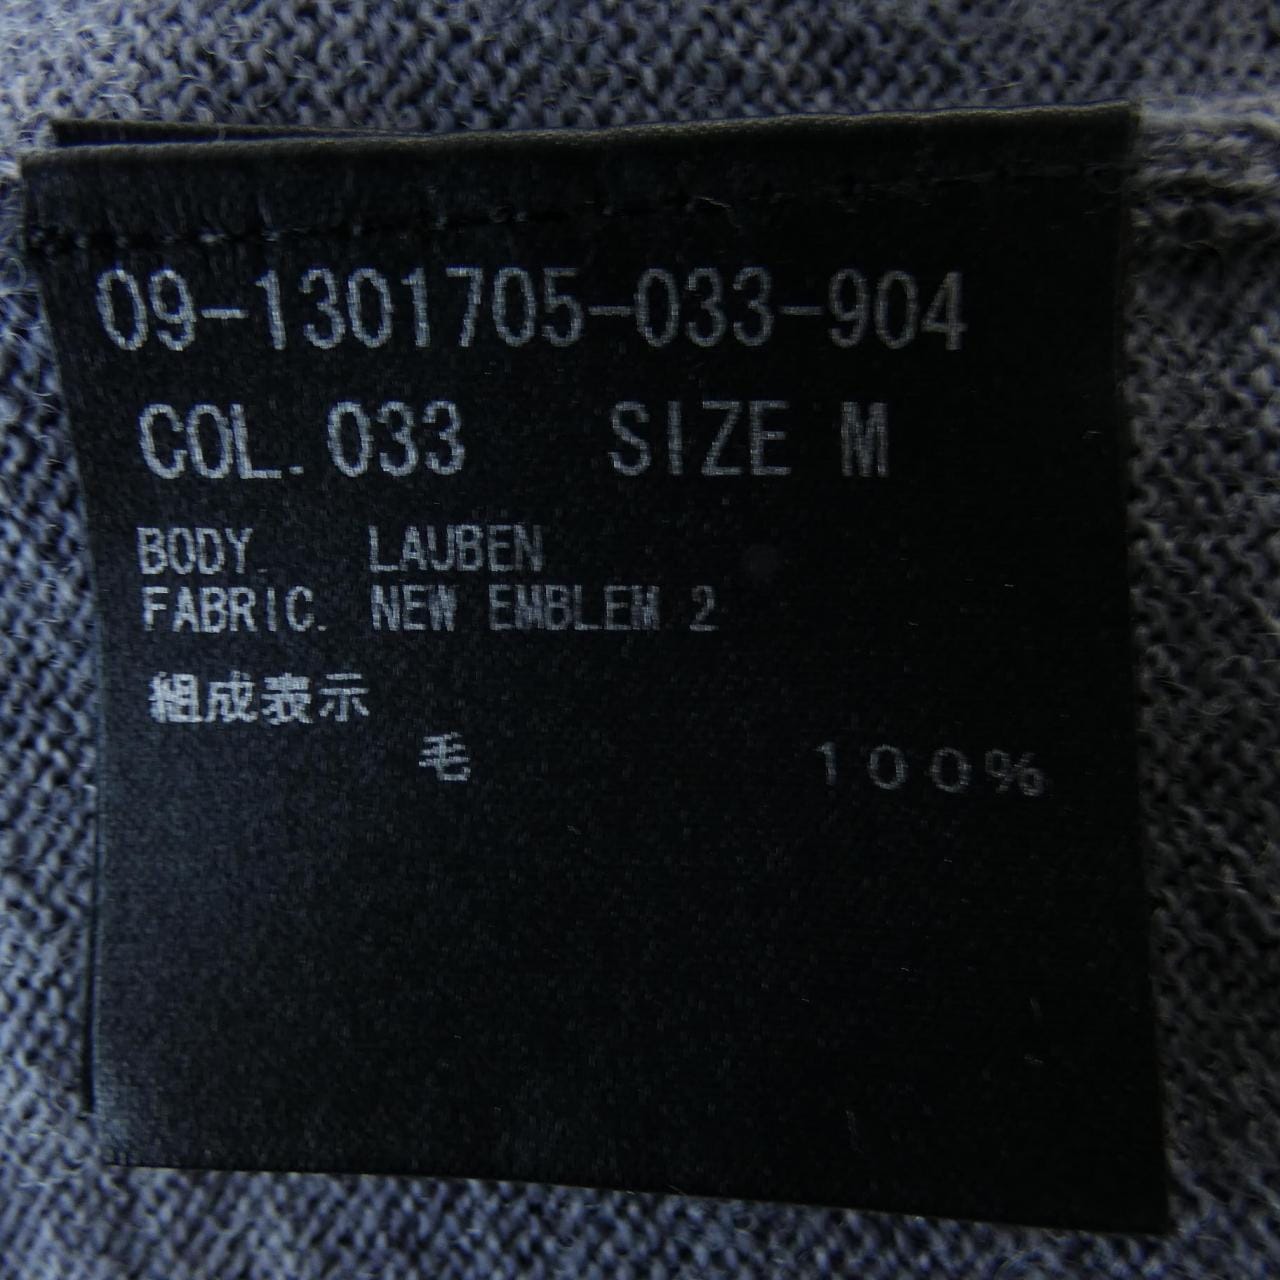 09-1301705-033-904
COL. 033 SIZE M
BODY. LAUBEN
FABRIC. NEW EMBLEM 2
組成表示
毛 100%